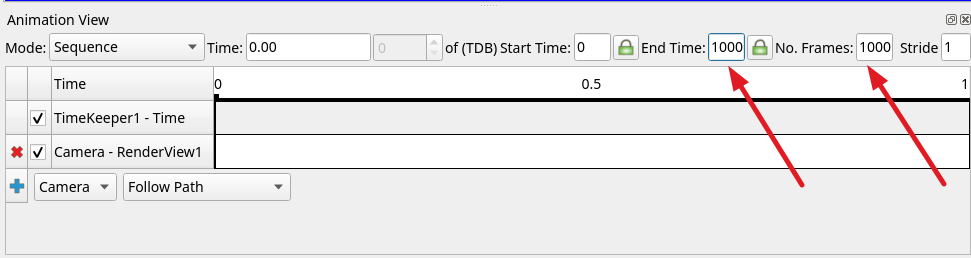 Animation View
Mode: Sequence Time: 0.00 0 of (TDB) Start Time: 0 End Time: 1000 No. Frames: 1000 Stride 1
Time 0 0.5 1
TimeKeeper1 - Time
Camera - RenderView1
Camera Follow Path